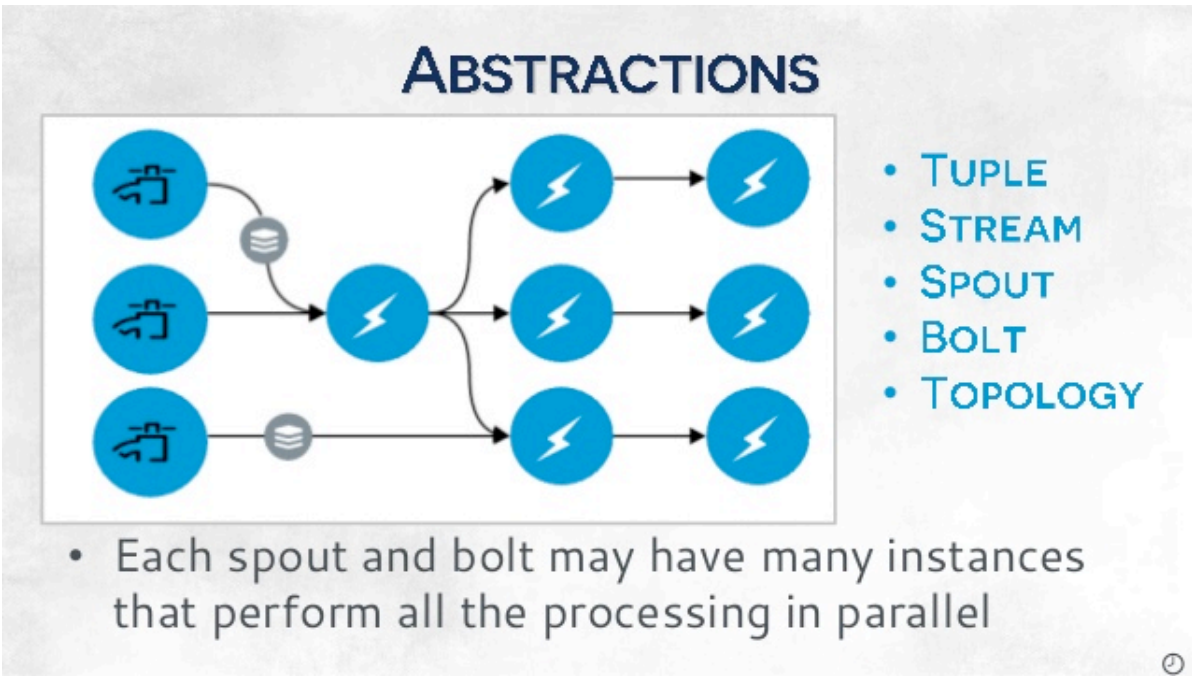 ABSTRACTIONS
• TUPLE
• STREAM
• SPOUT
• BOLT
• TOPOLOGY
• Each spout and bolt may have many instances
that perform all the processing in parallel